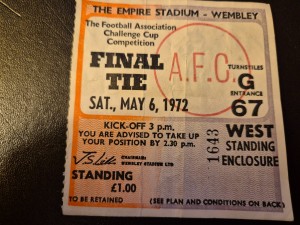 THE EMPIRE STADIUM - WEMBLEY
The Football Association
Challenge Cup
Competition
FINAL
TIE
SAT., MAY 6, 1972
A.F.C.
TURNSTILES
G
ENTRANCE
67
KICK-OFF 3 p.m.
YOU ARE ADVISED TO TAKE UP
YOUR POSITION BY 2.30 p.m.
CHAIRMAN:
WEMBLEY STADIUM LTD
STANDING
£1.00
TO BE RETAINED
1643
WEST
STANDING
ENCLOSURE
(SEE PLAN AND CONDITIONS ON BACK)